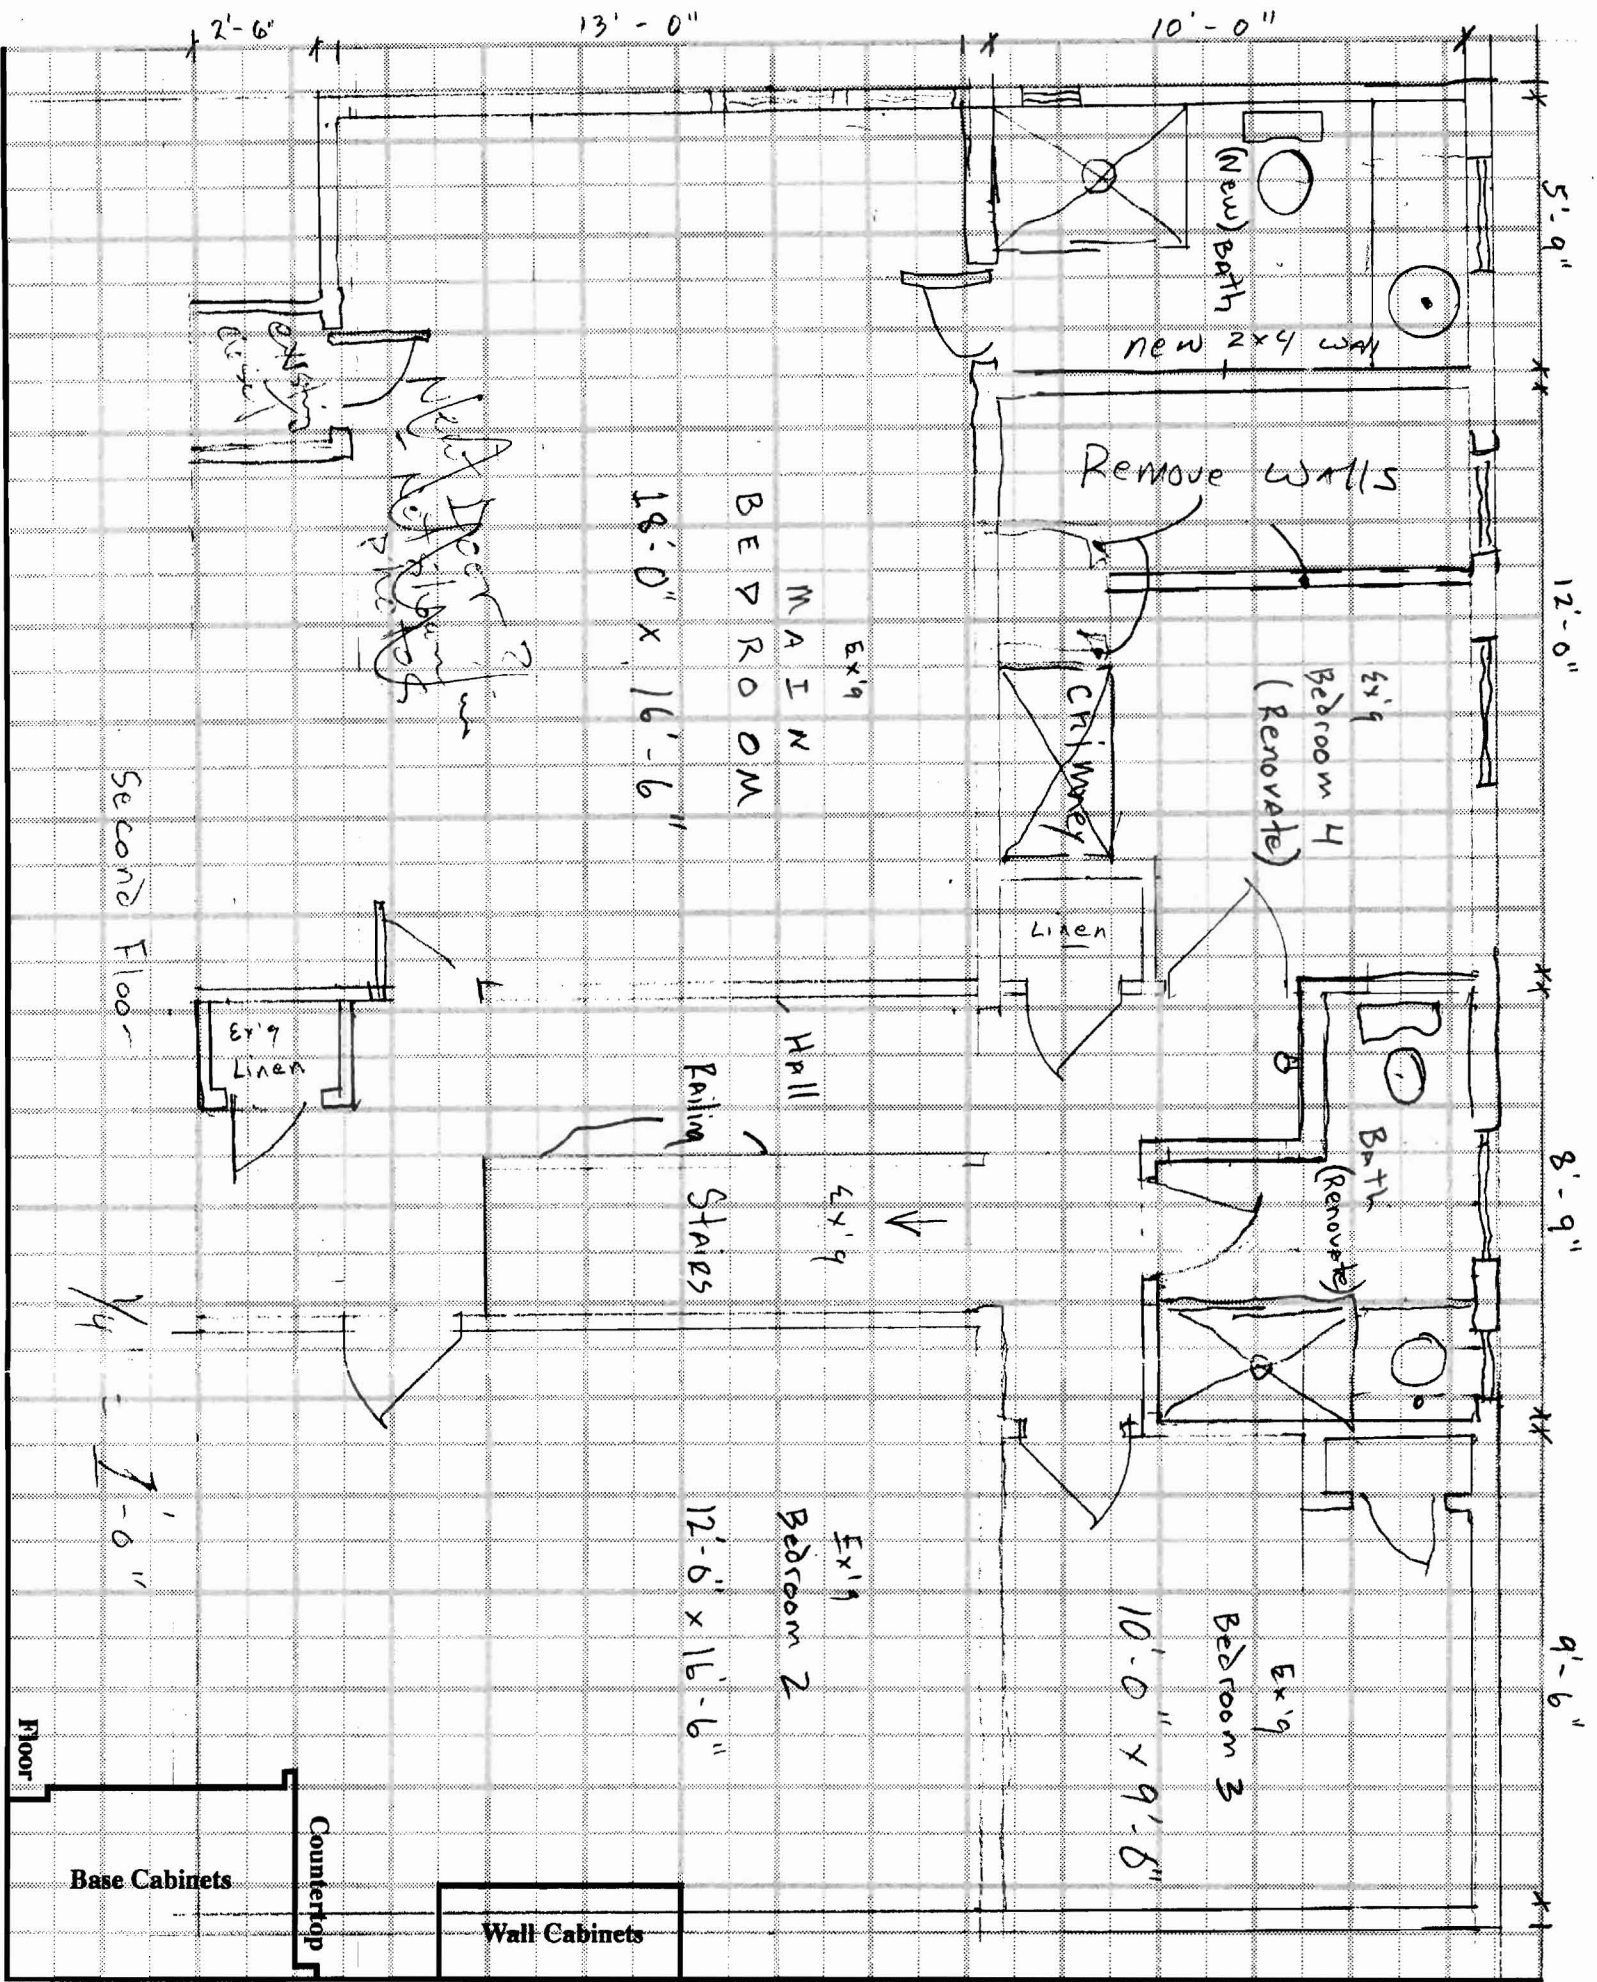 2'-6"
13'-0"
10'-0"
5'-9"
12'-0"
8'-9"
9'-6"
(New) Bath
new 2x4 wall
Remove walls
Ex'g
Bedroom 4
(Renovate)
Chimney
Linen
Ex'g
MAIN
BEDROOM
18'-0" x 16'-6"
existing
New Door?
Second Floor
Ex'g
Linen
Hall
Railing
Ex'g
Stairs
Bath
(Renovate)
Ex'g
Bedroom 2
12'-6" x 16'-6"
Ex'g
Bedroom 3
10'-0" x 9'-6"
1/4 = 1'-0"
Floor
Base Cabinets
Countertop
Wall Cabinets